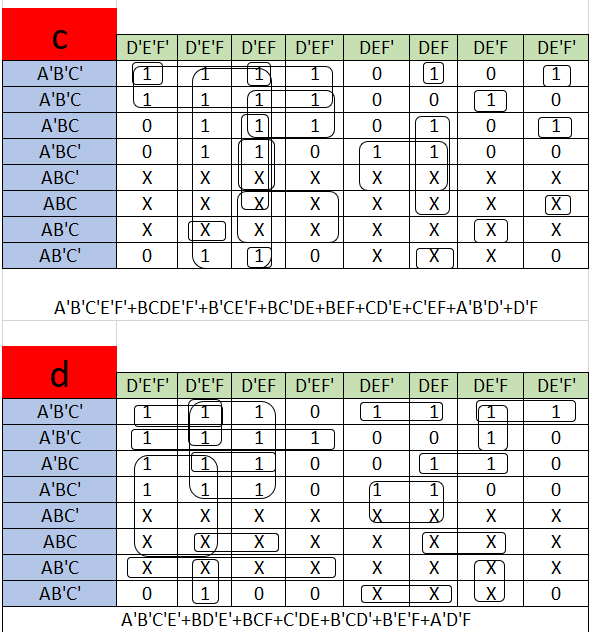 c
D'E'F' D'E'F D'EF D'EF' DEF' DEF DE'F DE'F'
A'B'C' 1 1 1 1 0 1 0 1
A'B'C 1 1 1 1 0 0 1 0
A'BC 0 1 1 1 0 1 0 1
A'BC' 0 1 1 0 1 1 0 0
ABC' X X X X X X X X
ABC X X X X X X X X
AB'C X X X X X X X X
AB'C' 0 1 1 0 X X X 0
A'B'C'E'F'+BCDE'F'+B'CE'F+BC'DE+BEF+CD'E+C'EF+A'B'D'+D'F
d
D'E'F' D'E'F D'EF D'EF' DEF' DEF DE'F DE'F'
A'B'C' 1 1 1 0 1 1 1 1
A'B'C 1 1 1 1 0 0 1 0
A'BC 1 1 1 0 0 1 1 0
A'BC' 1 1 1 0 1 1 0 0
ABC' X X X X X X X X
ABC X X X X X X X X
AB'C X X X X X X X X
AB'C' 0 1 0 0 X X X 0
A'B'C'E'+BD'E'+BCF+C'DE+B'CD'+B'E'F+A'D'F